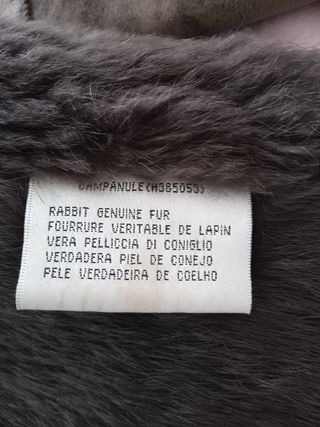 CAMPANULE(H385053)
RABBIT GENUINE FUR
FOURRURE VERITABLE DE LAPIN
VERA PELLICCIA DI CONIGLIO
VERDADERA PIEL DE CONEJO
PELE VERDADEIRA DE COELHO